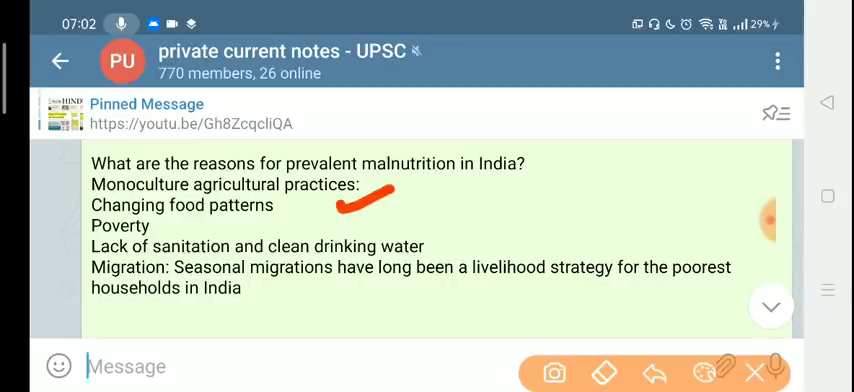 07:02
29%
PU
private current notes - UPSC
770 members, 26 online
Pinned Message
https://youtu.be/Gh8ZcqcliQA
What are the reasons for prevalent malnutrition in India?
Monoculture agricultural practices:
Changing food patterns
Poverty
Lack of sanitation and clean drinking water
Migration: Seasonal migrations have long been a livelihood strategy for the poorest
households in India
Message